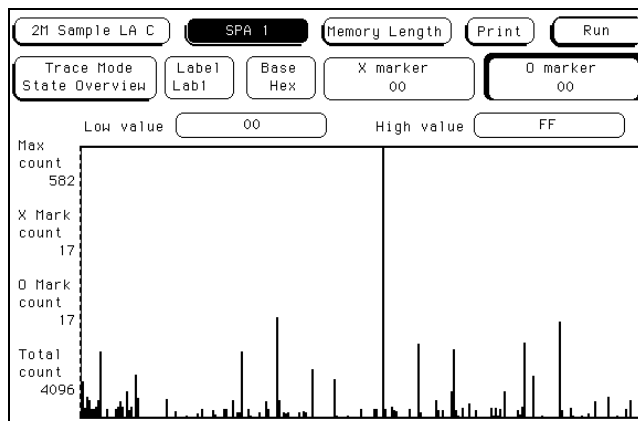 2M Sample LA C SPA 1 Memory Length Print Run
Trace Mode Label Base X marker O marker
State Overview Lab1 Hex 00 00
Low value 00 High value FF
Max
count
582
X Mark
count
17
O Mark
count
17
Total
count
4096